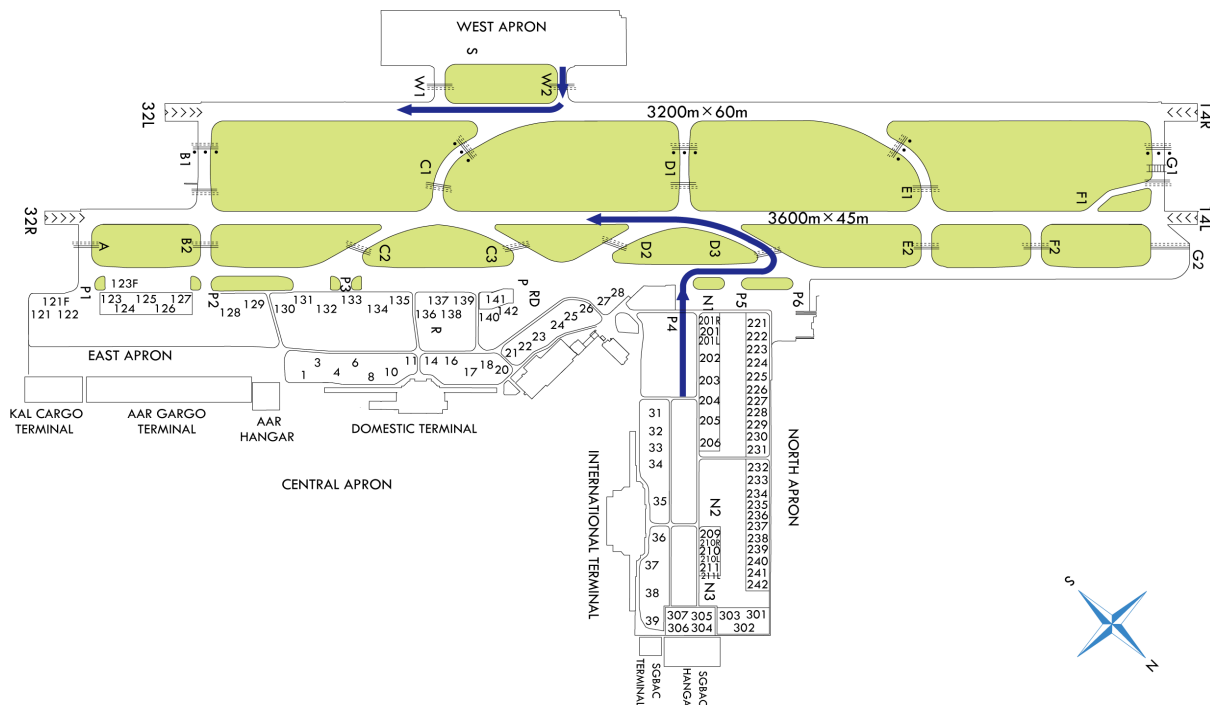 WEST APRON
S
W1
W2
32L
3200m×60m
14R
B1
C1
D1
E1
F1
G1
32R
3600m×45m
14L
A
B2
C2
C3
D2
D3
E2
F2
G2
P1
P2
P3
P
RD
P4
N1
P5
P6
123F
121F
121 122
123 125 127
124 126
128 129
130 131 132 133 134 135
137 139
136 138
R
141
140 142
27 28
21 22 23 24 25 26
EAST APRON
1 3 4 6 8 10 11
14 16 17 18 20
KAL CARGO
TERMINAL
AAR GARGO
TERMINAL
AAR
HANGAR
DOMESTIC TERMINAL
CENTRAL APRON
INTERNATIONAL TERMINAL
31
32
33
34
35
36
37
38
39
201R
201
201L
202
203
204
205
206
N2
209
210R
210
210L
211
211L
N3
221
222
223
224
225
226
227
228
229
230
231
232
233
234
235
236
237
238
239
240
241
242
NORTH APRON
307 305 303 301
306 304 302
SGBAC
TERMINAL
SGBAC
HANGA
S
N